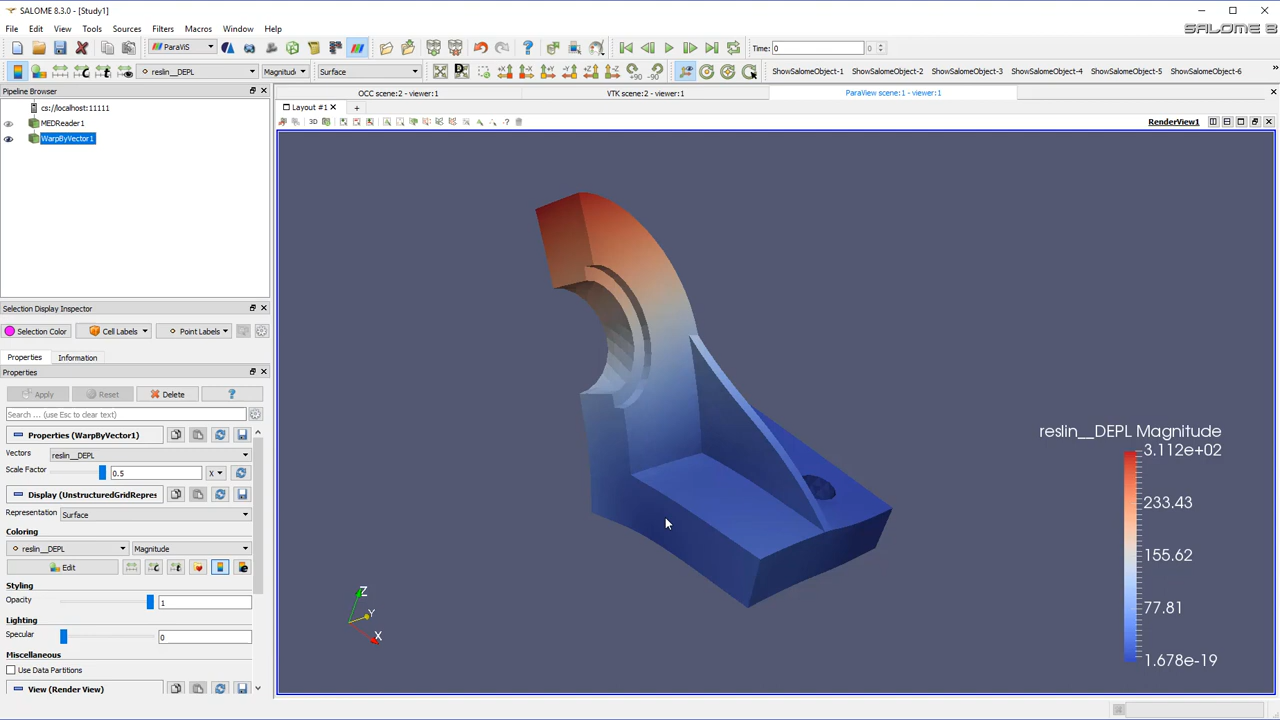 SALOME 8.3.0 - [Study1]
File Edit View Tools Sources Filters Macros Window Help
SALOME 8
ParaViS
Time: 0
0
reslin__DEPL
Magnitud
Surface
-90
ShowSalomeObject-1 ShowSalomeObject-2 ShowSalomeObject-3 ShowSalomeObject-4 ShowSalomeObject-5 ShowSalomeObject-6
Pipeline Browser
OCC scene:2 - viewer:1
VTK scene:2 - viewer:1
ParaView scene:1 - viewer:1
cs://localhost:11111
MEDReader1
WarpByVector1
Layout #1
3D
RenderView1
Selection Display Inspector
Selection Color
Cell Labels
Point Labels
Properties Information
Properties
Apply
Reset
Delete
?
Search ... (use Esc to clear text)
Properties (WarpByVector1)
Vectors reslin__DEPL
Scale Factor 0.5 X
Display (UnstructuredGridRepres
Representation Surface
Coloring
reslin__DEPL Magnitude
Edit
Styling
Opacity 1
Lighting
Specular 0
Miscellaneous
Use Data Partitions
View (Render View)
reslin__DEPL Magnitude
3.112e+02
233.43
155.62
77.81
1.678e-19
Z
Y
X